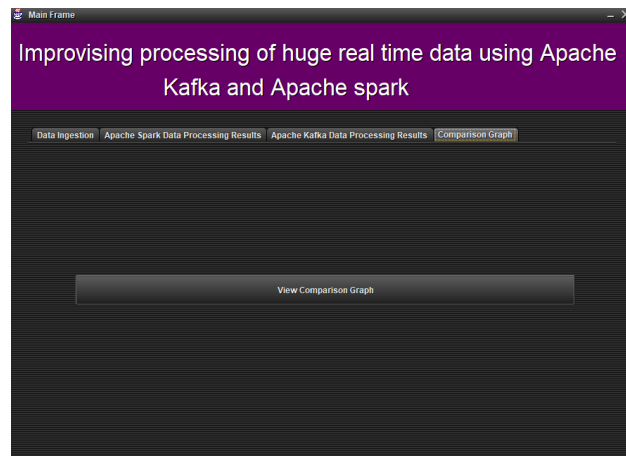 Main Frame
Improvising processing of huge real time data using Apache
Kafka and Apache spark
Data Ingestion Apache Spark Data Processing Results Apache Kafka Data Processing Results Comparison Graph
View Comparison Graph